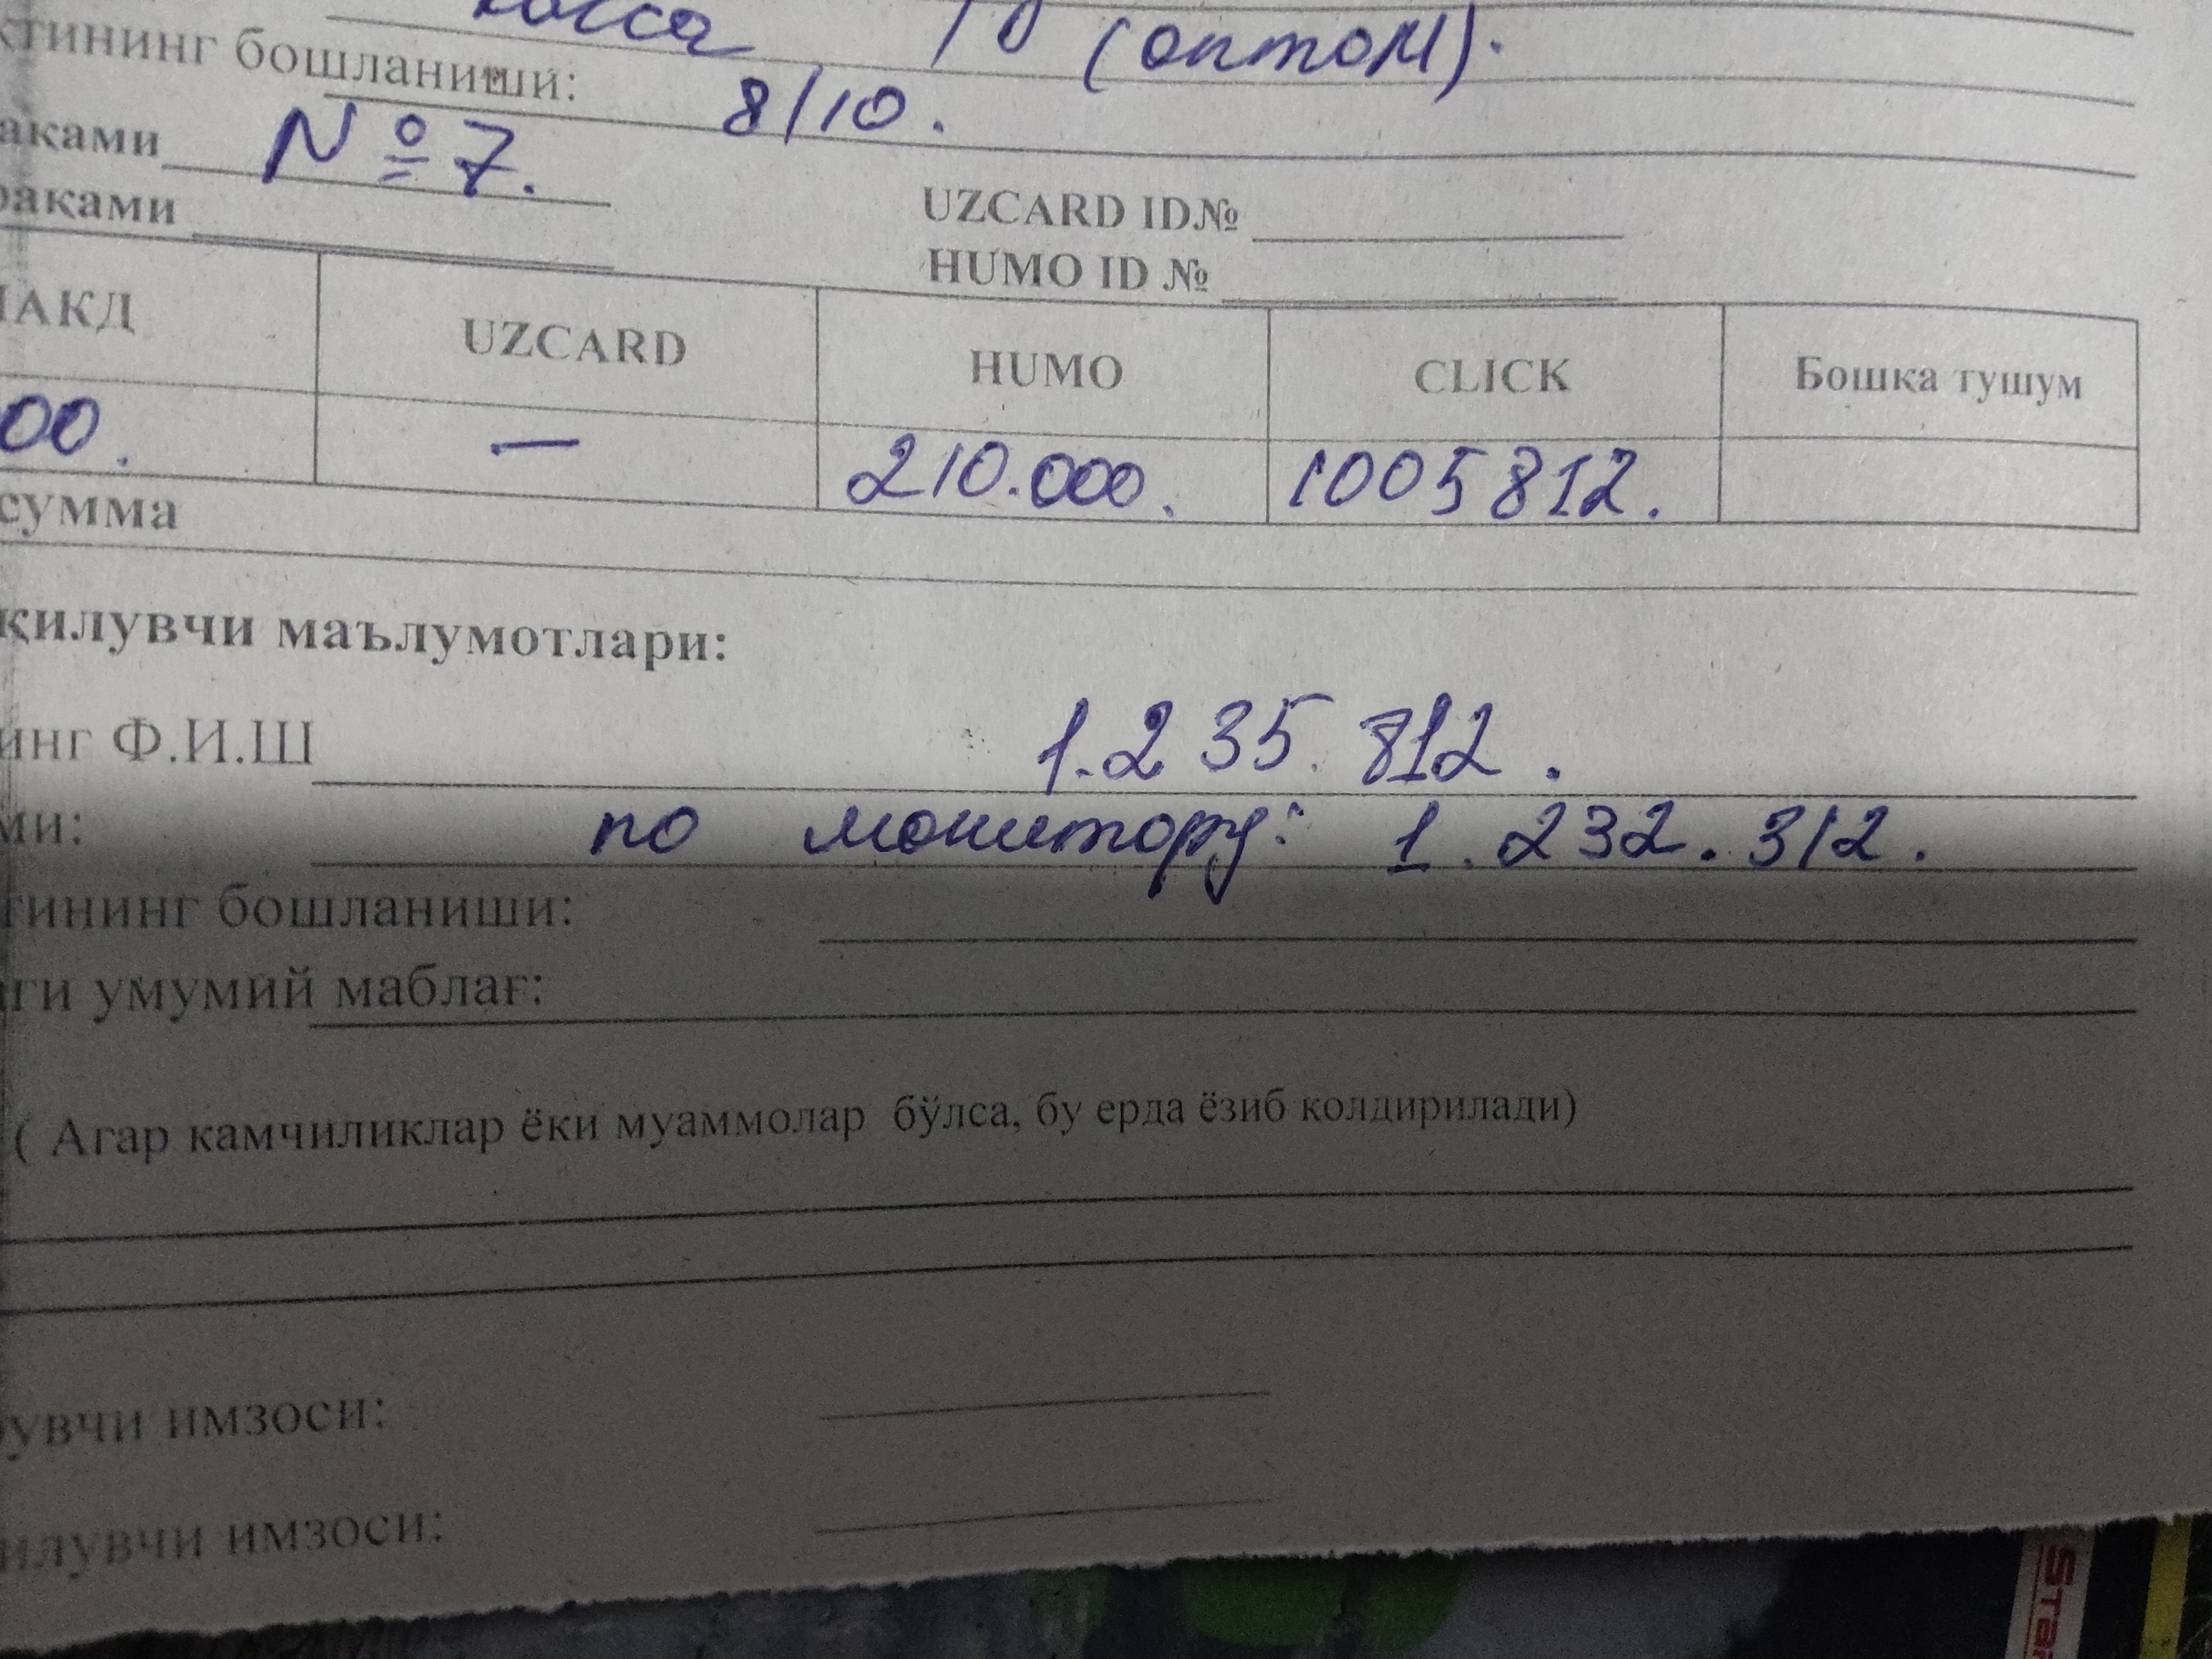 касса 10 (оптом).
ктининг бошланиши: 8/10.
аками № 7.
раками UZCARD ID№
HUMO ID №
НАКД UZCARD HUMO CLICK Бошка тушум
00. — 210.000. 1005812.
сумма
қилувчи маълумотлари:
1.235.812.
инг Ф.И.Ш
ми: по монитору: 1.232.312.
тининг бошланиши:
ги умумий маблағ:
( Агар камчиликлар ёки муаммолар бўлса, бу ерда ёзиб колдирилади)
увчи имзоси:
илувчи имзоси: